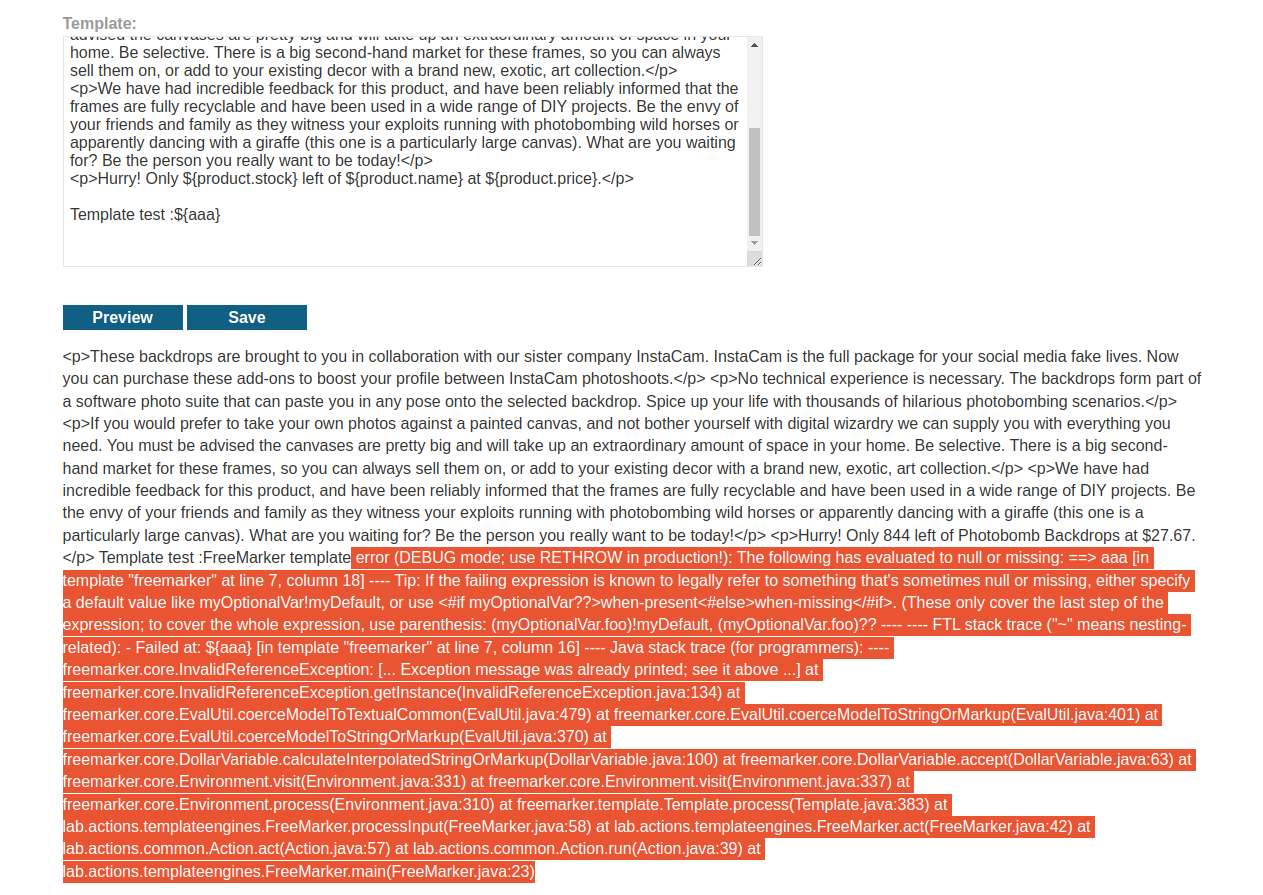 Template:
advised the canvases are pretty big and will take up an extraordinary amount of space in your
home. Be selective. There is a big second-hand market for these frames, so you can always
sell them on, or add to your existing decor with a brand new, exotic, art collection.</p>
<p>We have had incredible feedback for this product, and have been reliably informed that the
frames are fully recyclable and have been used in a wide range of DIY projects. Be the envy of
your friends and family as they witness your exploits running with photobombing wild horses or
apparently dancing with a giraffe (this one is a particularly large canvas). What are you waiting
for? Be the person you really want to be today!</p>
<p>Hurry! Only ${product.stock} left of ${product.name} at ${product.price}.</p>
Template test :${aaa}
Preview Save
<p>These backdrops are brought to you in collaboration with our sister company InstaCam. InstaCam is the full package for your social media fake lives. Now
you can purchase these add-ons to boost your profile between InstaCam photoshoots.</p> <p>No technical experience is necessary. The backdrops form part of
a software photo suite that can paste you in any pose onto the selected backdrop. Spice up your life with thousands of hilarious photobombing scenarios.</p>
<p>If you would prefer to take your own photos against a painted canvas, and not bother yourself with digital wizardry we can supply you with everything you
need. You must be advised the canvases are pretty big and will take up an extraordinary amount of space in your home. Be selective. There is a big second-
hand market for these frames, so you can always sell them on, or add to your existing decor with a brand new, exotic, art collection.</p> <p>We have had
incredible feedback for this product, and have been reliably informed that the frames are fully recyclable and have been used in a wide range of DIY projects. Be
the envy of your friends and family as they witness your exploits running with photobombing wild horses or apparently dancing with a giraffe (this one is a
particularly large canvas). What are you waiting for? Be the person you really want to be today!</p> <p>Hurry! Only 844 left of Photobomb Backdrops at $27.67.
</p> Template test :FreeMarker template error (DEBUG mode; use RETHROW in production!): The following has evaluated to null or missing: ==> aaa [in
template "freemarker" at line 7, column 18] ---- Tip: If the failing expression is known to legally refer to something that's sometimes null or missing, either specify
a default value like myOptionalVar!myDefault, or use <#if myOptionalVar??>when-present<#else>when-missing</#if>. (These only cover the last step of the
expression; to cover the whole expression, use parenthesis: (myOptionalVar.foo)!myDefault, (myOptionalVar.foo)?? ---- ---- FTL stack trace ("~" means nesting-
related): - Failed at: ${aaa} [in template "freemarker" at line 7, column 16] ---- Java stack trace (for programmers): ----
freemarker.core.InvalidReferenceException: [... Exception message was already printed; see it above ...] at
freemarker.core.InvalidReferenceException.getInstance(InvalidReferenceException.java:134) at
freemarker.core.EvalUtil.coerceModelToTextualCommon(EvalUtil.java:479) at freemarker.core.EvalUtil.coerceModelToStringOrMarkup(EvalUtil.java:401) at
freemarker.core.EvalUtil.coerceModelToStringOrMarkup(EvalUtil.java:370) at
freemarker.core.DollarVariable.calculateInterpolatedStringOrMarkup(DollarVariable.java:100) at freemarker.core.DollarVariable.accept(DollarVariable.java:63) at
freemarker.core.Environment.visit(Environment.java:331) at freemarker.core.Environment.visit(Environment.java:337) at
freemarker.core.Environment.process(Environment.java:310) at freemarker.template.Template.process(Template.java:383) at
lab.actions.templateengines.FreeMarker.processInput(FreeMarker.java:58) at lab.actions.templateengines.FreeMarker.act(FreeMarker.java:42) at
lab.actions.common.Action.act(Action.java:57) at lab.actions.common.Action.run(Action.java:39) at
lab.actions.templateengines.FreeMarker.main(FreeMarker.java:23)